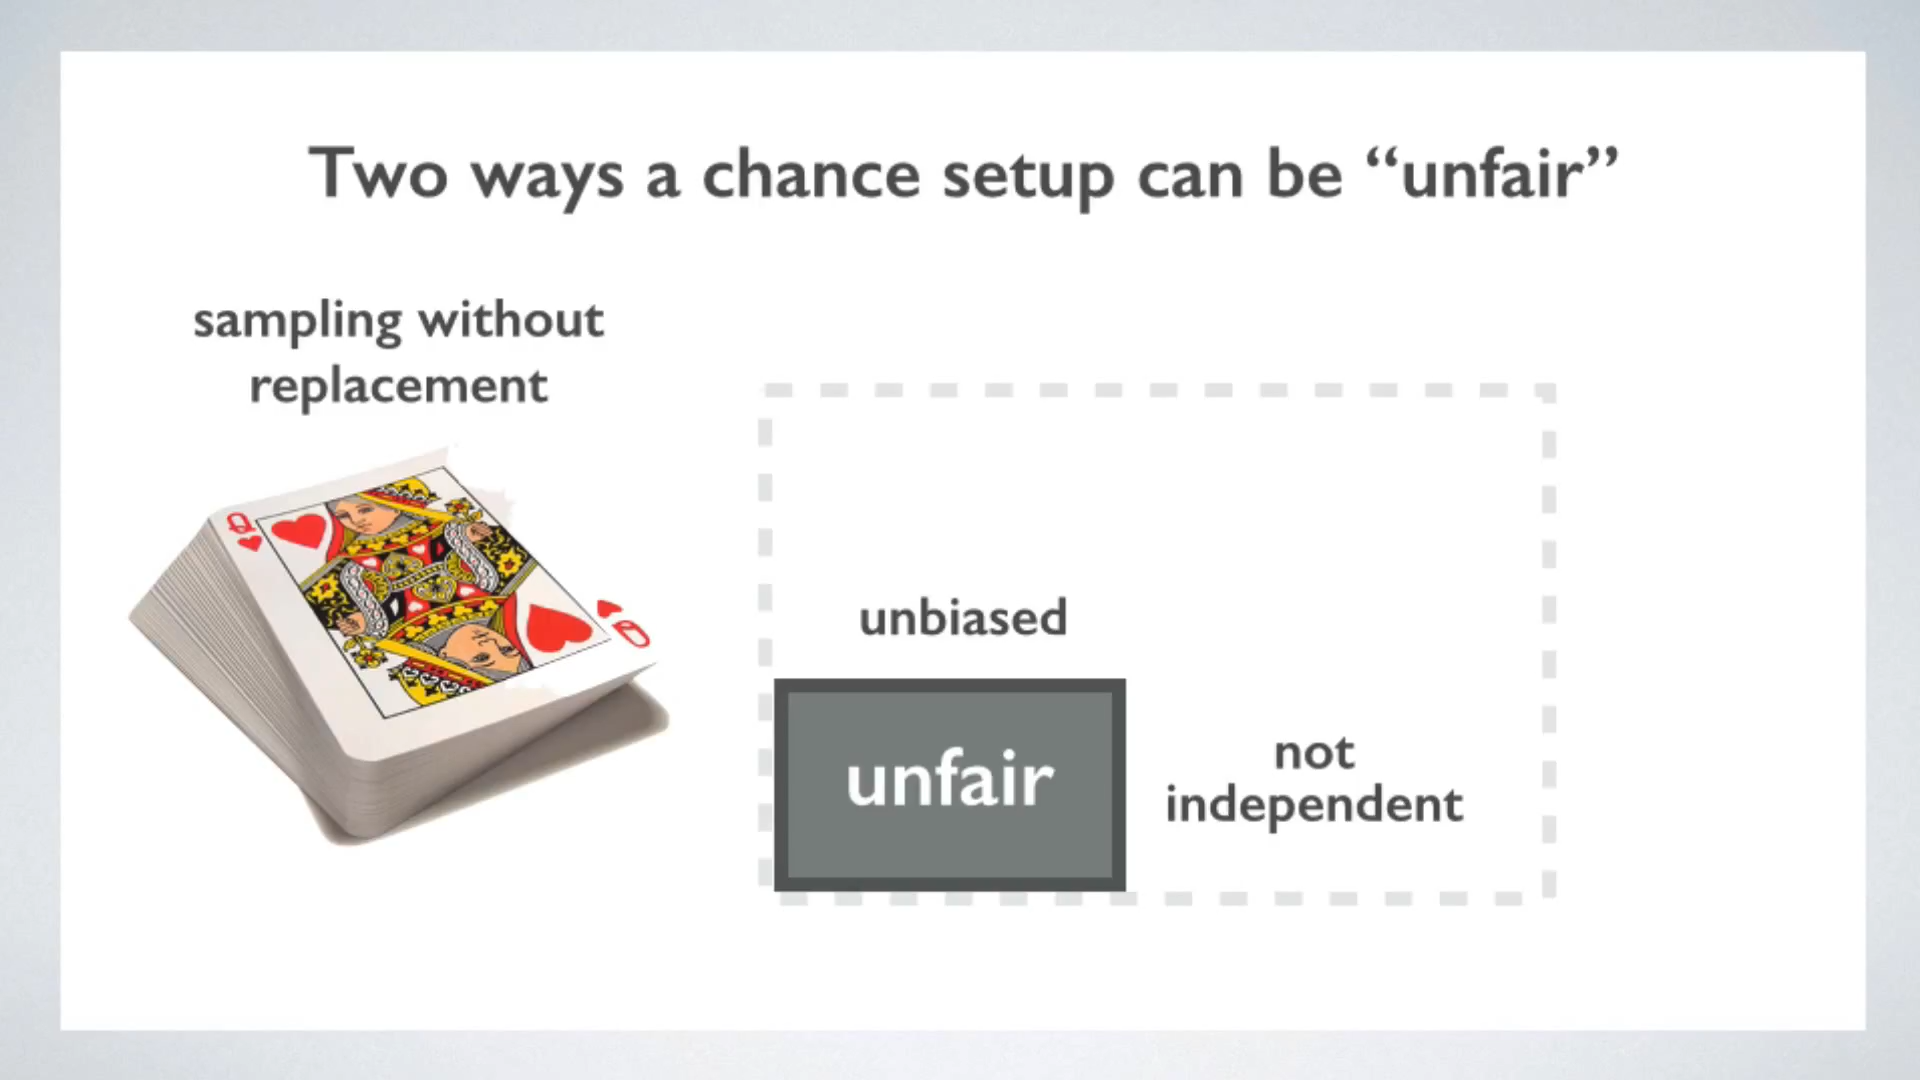 Two ways a chance setup can be “unfair”
sampling without
replacement
Q
Q
unbiased
unfair
not
independent